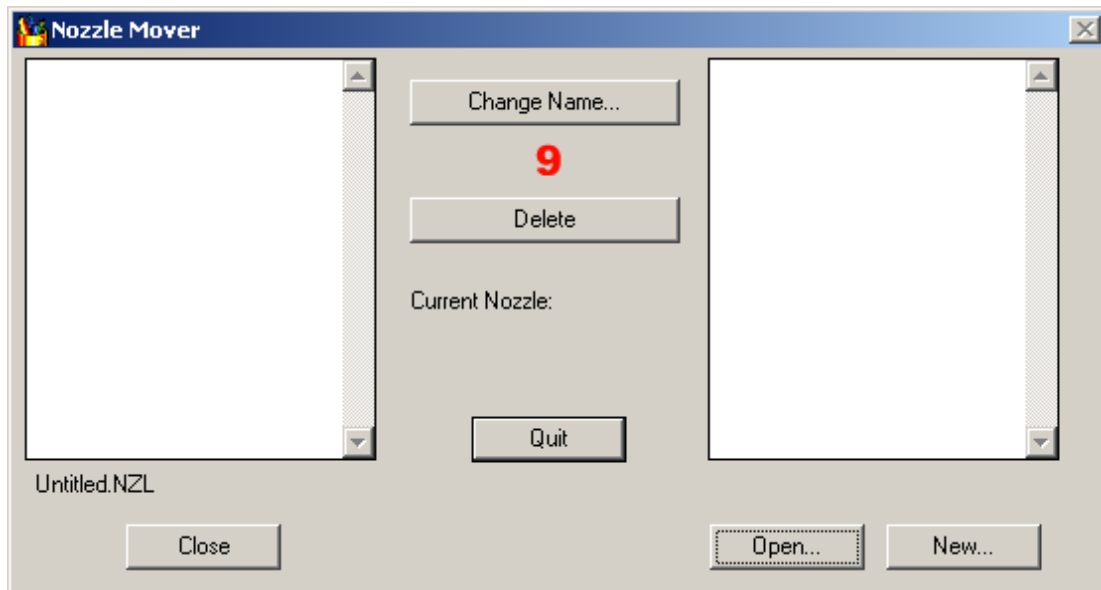 Nozzle Mover
Change Name...
9
Delete
Current Nozzle:
Quit
Untitled.NZL
Close
Open...
New...